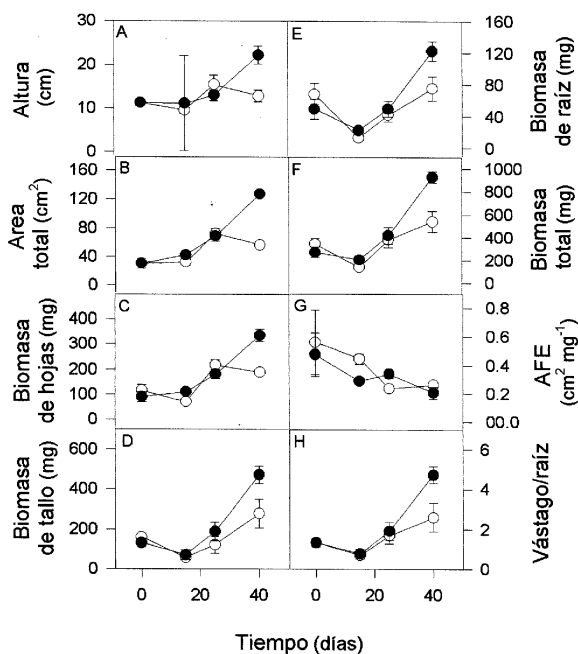 A
30
20
10
0
Altura
(cm)
E
160
120
80
40
0
Biomasa
de raíz (mg)
B
160
120
80
40
0
Area
total (cm2)
F
1000
800
600
400
200
0
Biomasa
total (mg)
C
400
300
200
100
0
Biomasa
de hojas (mg)
G
0.8
0.6
0.4
0.2
00.0
AFE
(cm2 mg-1)
D
600
400
200
0
Biomasa
de tallo (mg)
H
6
4
2
0
Vástago/raíz
0 20 40 0 20 40
Tiempo (días)